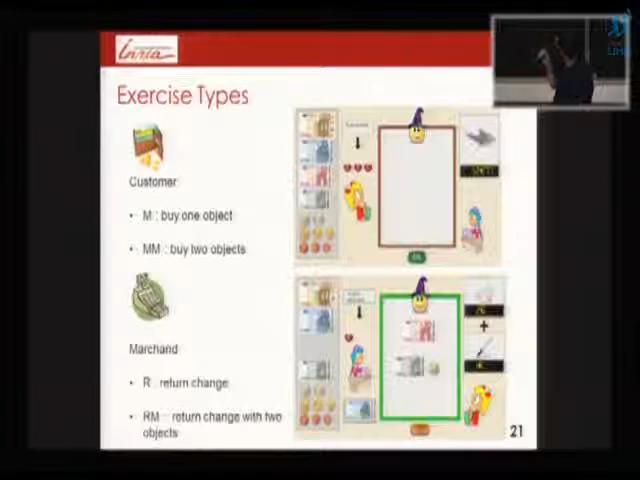 Inria
Exercise Types
Customer
• M : buy one object
• MM : buy two objects
Marchand
• R : return change
• RM : return change with two
objects
21